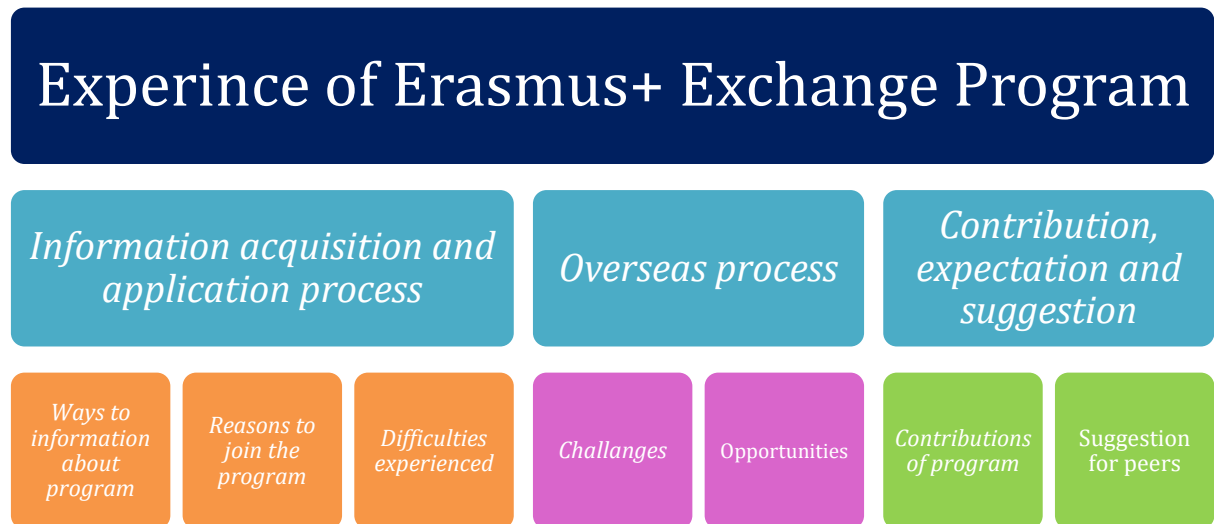 Experince of Erasmus+ Exchange Program
Information acquisition and
application process
Overseas process
Contribution,
expectation and
suggestion
Ways to
information
about
program
Reasons to
join the
program
Difficulties
experienced
Challanges
Opportunities
Contributions
of program
Suggestion
for peers